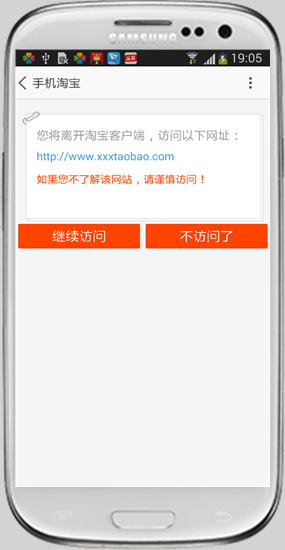 SAMSUNG
19:05
手机淘宝
您将离开淘宝客户端，访问以下网址：
http://www.xxxtaobao.com
如果您不了解该网站，请谨慎访问！
继续访问
不访问了